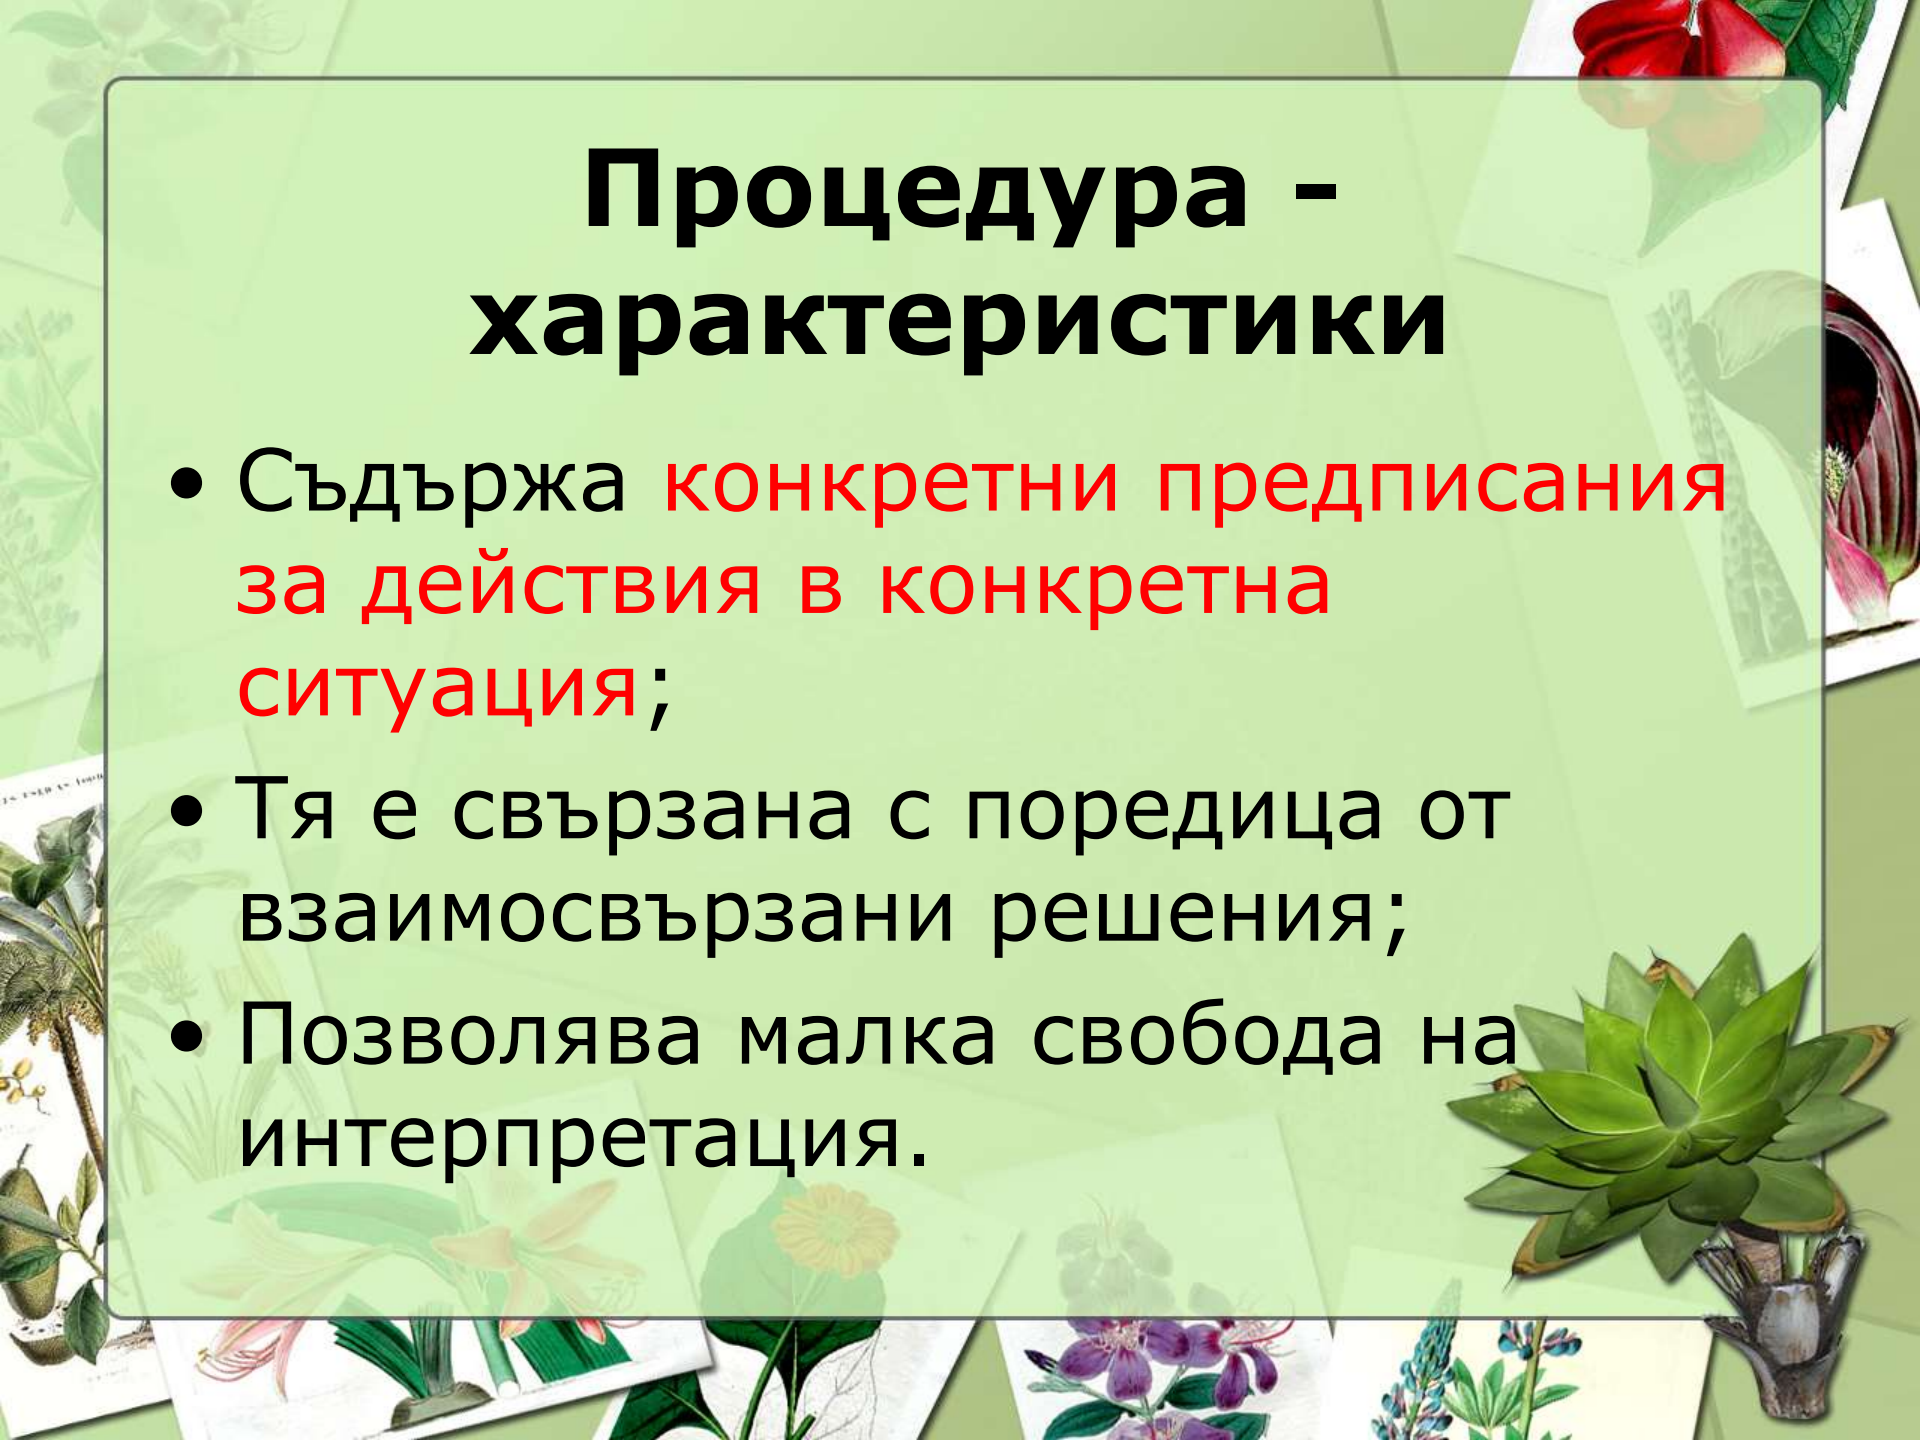 Процедура -
характеристики
• Съдържа конкретни предписания
за действия в конкретна
ситуация;
• Тя е свързана с поредица от
взаимосвързани решения;
• Позволява малка свобода на
интерпретация.